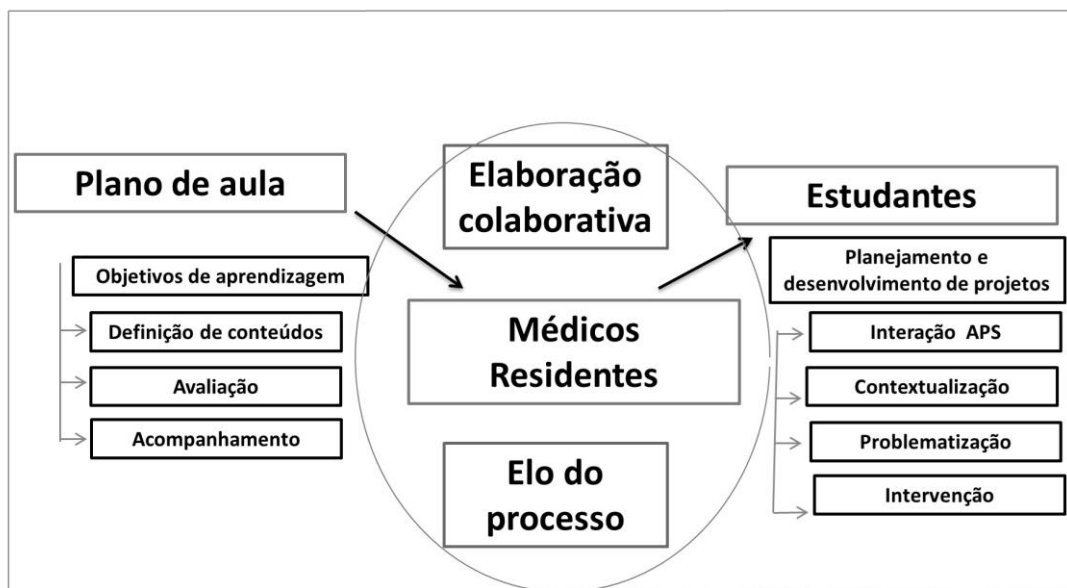 Plano de aula
Objetivos de aprendizagem
Definição de conteúdos
Avaliação
Acompanhamento
Elaboração
colaborativa
Médicos
Residentes
Elo do
processo
Estudantes
Planejamento e
desenvolvimento de projetos
Interação APS
Contextualização
Problematização
Intervenção